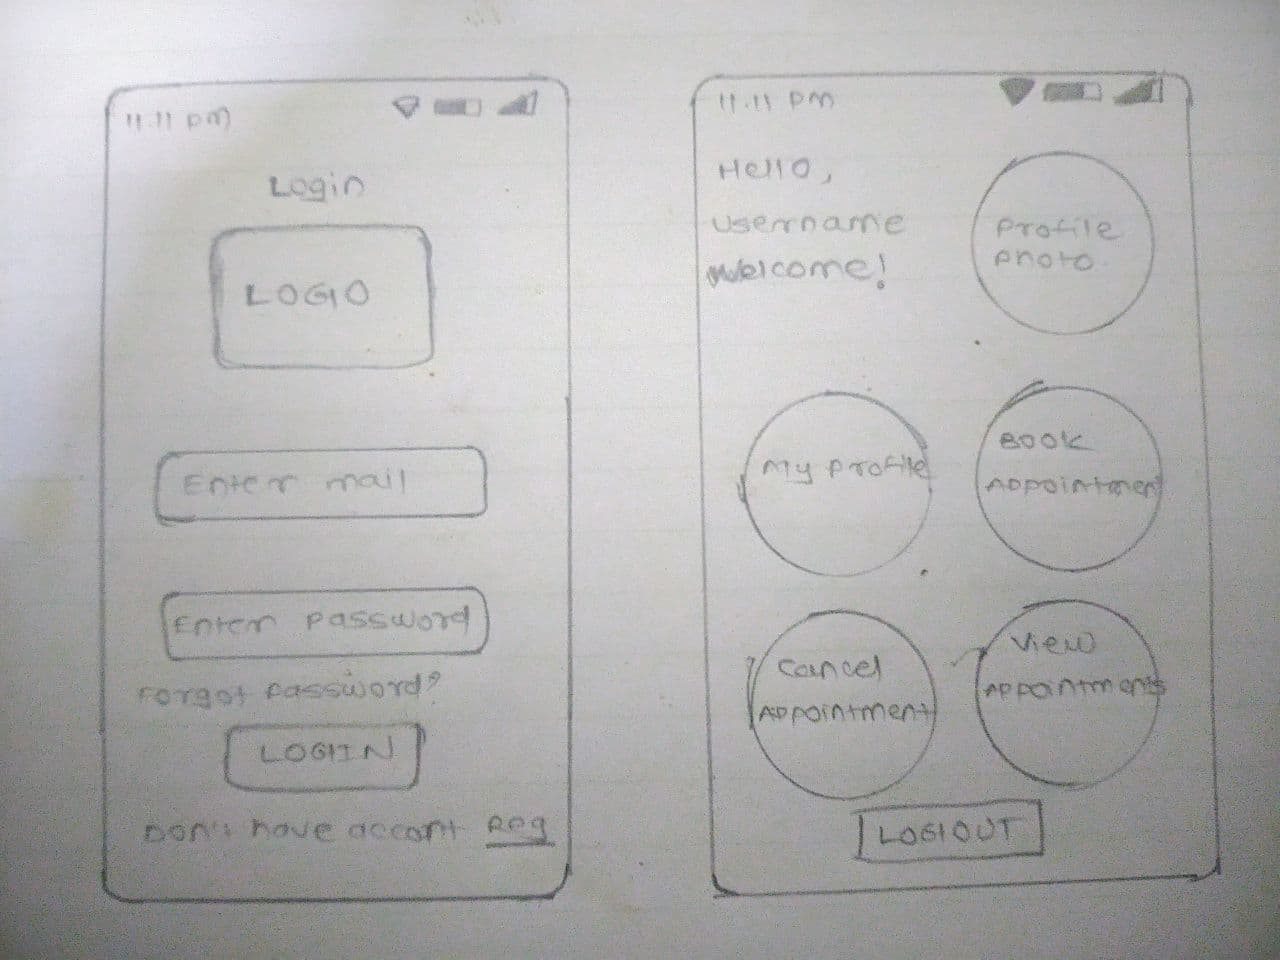 11.11 PM
Login
LOGO
Enter mail
Enter Password
Forgot Password?
LOGIN
Don't have accont Reg
11.11 PM
Hello,
username
welcome!
Profile
Photo.
My Profile
BOOK
APPointment
Cancel
APPointment
View
APPointments
LOGOUT